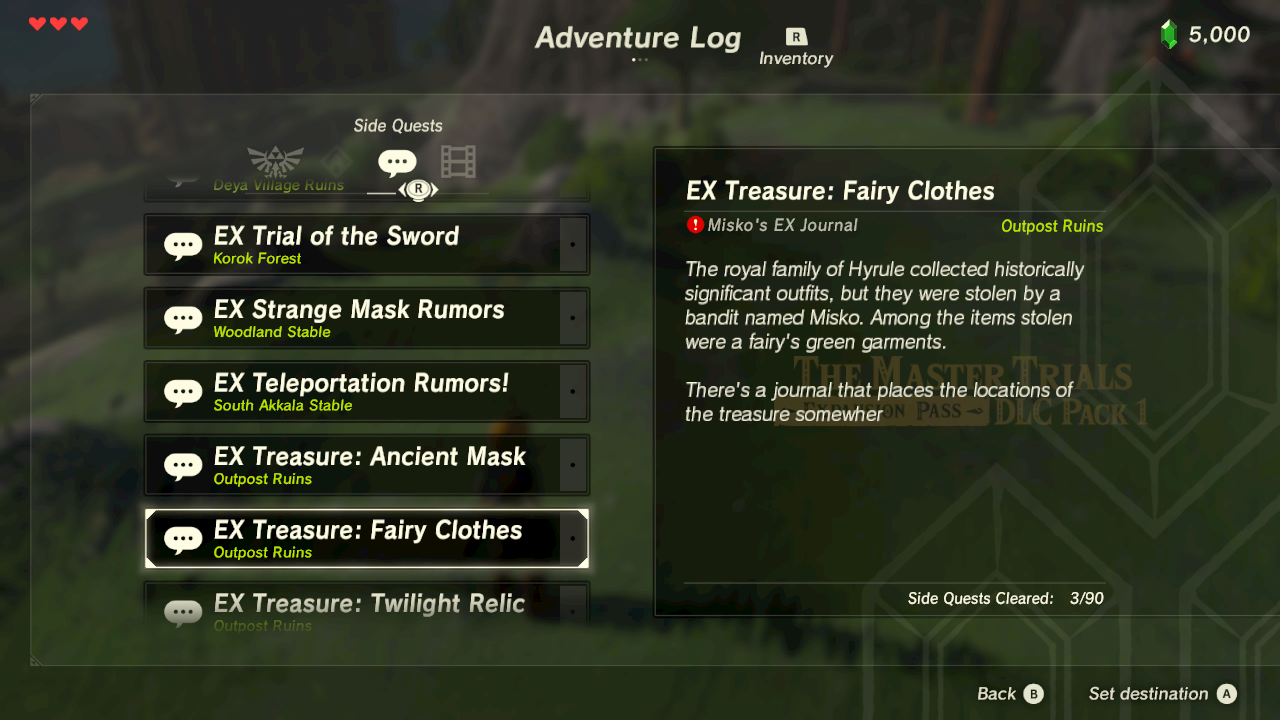 Adventure Log
R
Inventory
5,000
Side Quests
R
Deya Village Ruins
EX Trial of the Sword
Korok Forest
EX Strange Mask Rumors
Woodland Stable
EX Teleportation Rumors!
South Akkala Stable
EX Treasure: Ancient Mask
Outpost Ruins
EX Treasure: Fairy Clothes
Outpost Ruins
EX Treasure: Twilight Relic
Outpost Ruins
EX Treasure: Fairy Clothes
! Misko's EX Journal
Outpost Ruins
The royal family of Hyrule collected historically
significant outfits, but they were stolen by a
bandit named Misko. Among the items stolen
were a fairy's green garments.
There's a journal that places the locations of
the treasure somewher
The Master Trials
Expansion Pass DLC Pack 1
Side Quests Cleared: 3/90
Back B
Set destination A